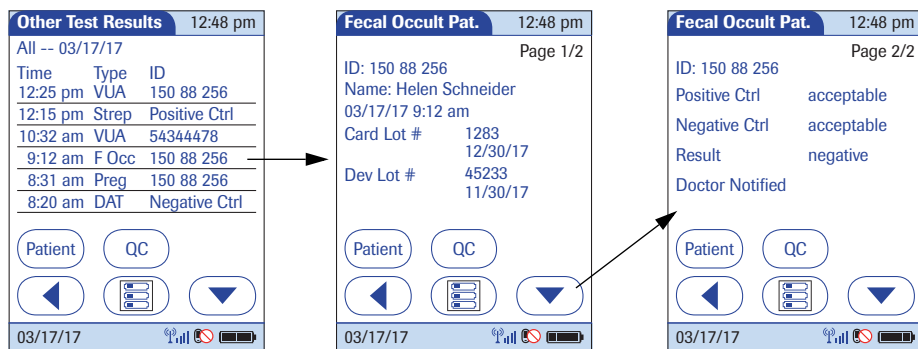 Other Test Results 12:48 pm
All -- 03/17/17
Time Type ID
12:25 pm VUA 150 88 256
12:15 pm Strep Positive Ctrl
10:32 am VUA 54344478
9:12 am F Occ 150 88 256
8:31 am Preg 150 88 256
8:20 am DAT Negative Ctrl
Patient QC
03/17/17
Fecal Occult Pat. 12:48 pm
Page 1/2
ID: 150 88 256
Name: Helen Schneider
03/17/17 9:12 am
Card Lot # 1283
12/30/17
Dev Lot # 45233
11/30/17
Patient QC
03/17/17
Fecal Occult Pat. 12:48 pm
Page 2/2
ID: 150 88 256
Positive Ctrl acceptable
Negative Ctrl acceptable
Result negative
Doctor Notified
Patient QC
03/17/17